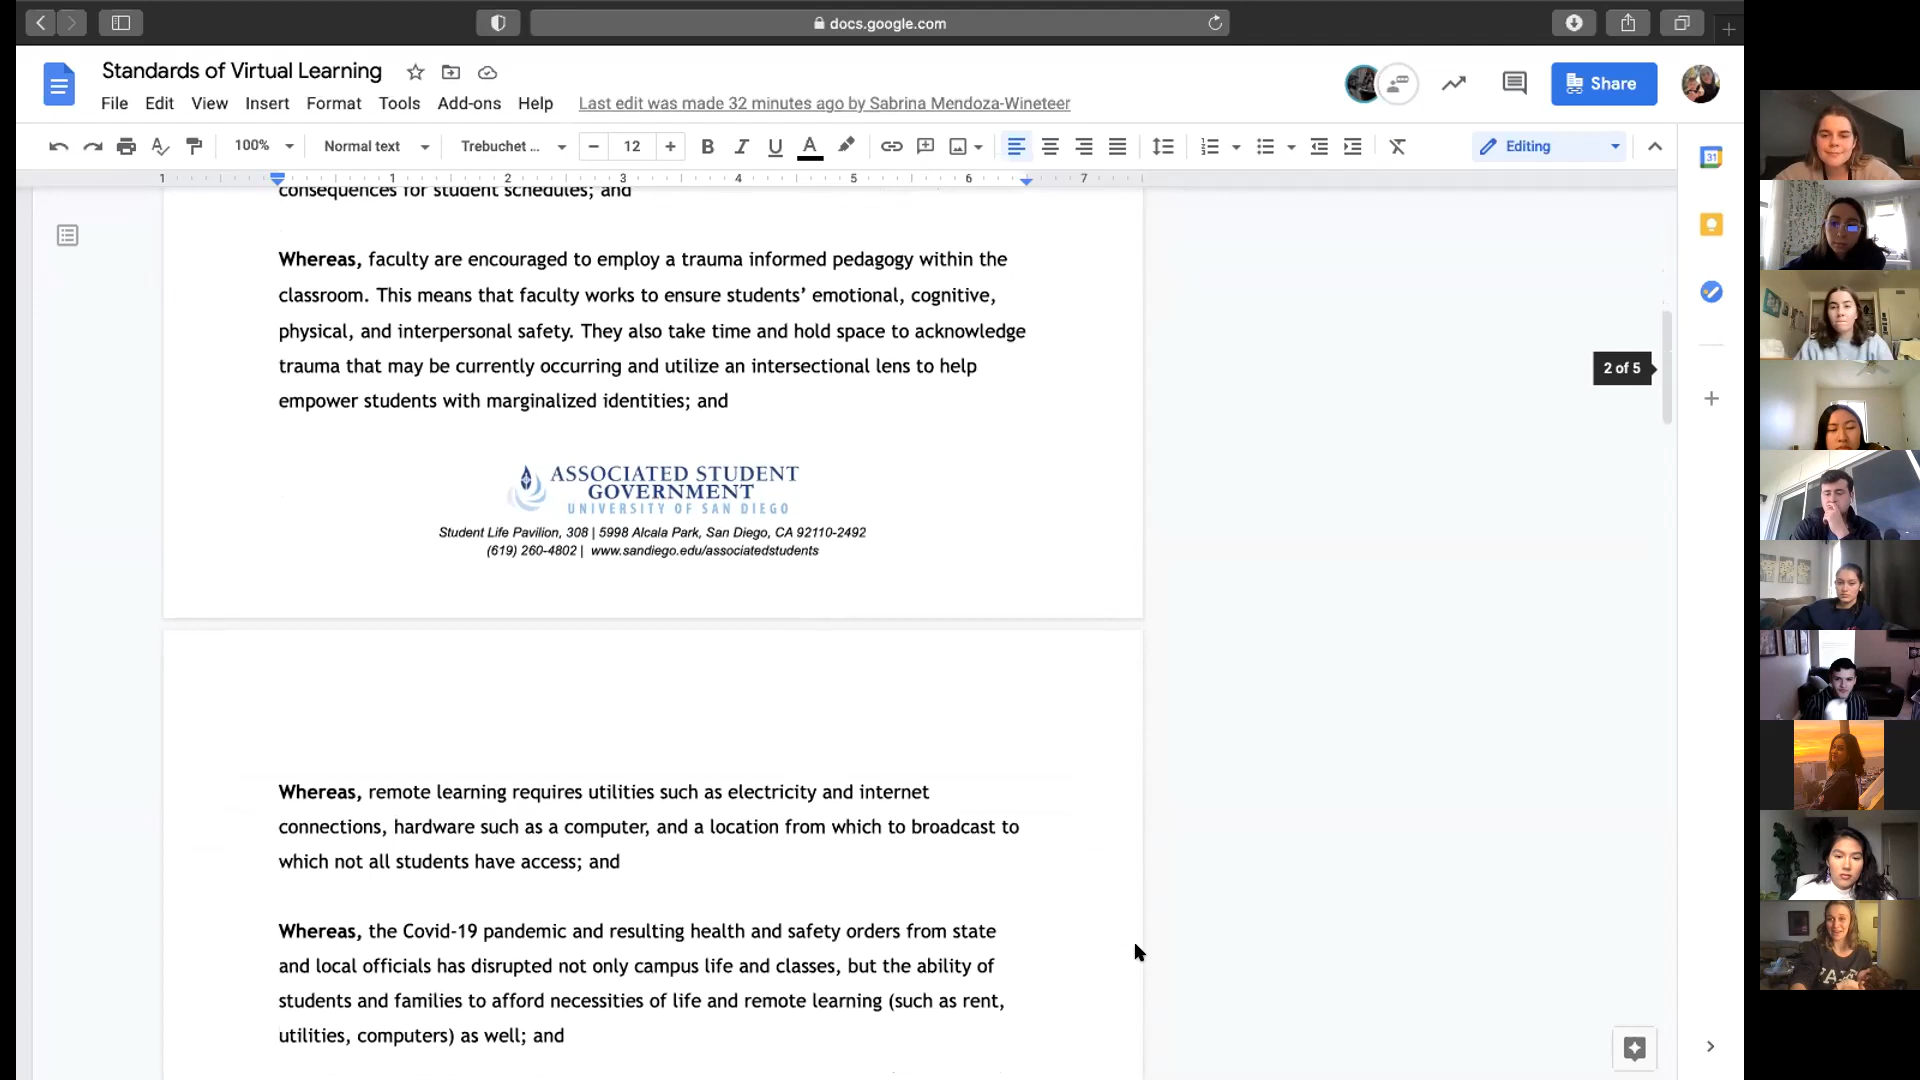 docs.google.com
Standards of Virtual Learning
File Edit View Insert Format Tools Add-ons Help Last edit was made 32 minutes ago by Sabrina Mendoza-Wineteer
Share
100% Normal text Trebuchet ... 12 B I U A Editing
1 1 2 3 4 5 6 7
31
consequences for student schedules; and
Whereas, faculty are encouraged to employ a trauma informed pedagogy within the
classroom. This means that faculty works to ensure students’ emotional, cognitive,
physical, and interpersonal safety. They also take time and hold space to acknowledge
trauma that may be currently occurring and utilize an intersectional lens to help
empower students with marginalized identities; and
2 of 5
ASSOCIATED STUDENT
GOVERNMENT
UNIVERSITY OF SAN DIEGO
Student Life Pavilion, 308 | 5998 Alcala Park, San Diego, CA 92110-2492
(619) 260-4802 | www.sandiego.edu/associatedstudents
Whereas, remote learning requires utilities such as electricity and internet
connections, hardware such as a computer, and a location from which to broadcast to
which not all students have access; and
Whereas, the Covid-19 pandemic and resulting health and safety orders from state
and local officials has disrupted not only campus life and classes, but the ability of
students and families to afford necessities of life and remote learning (such as rent,
utilities, computers) as well; and